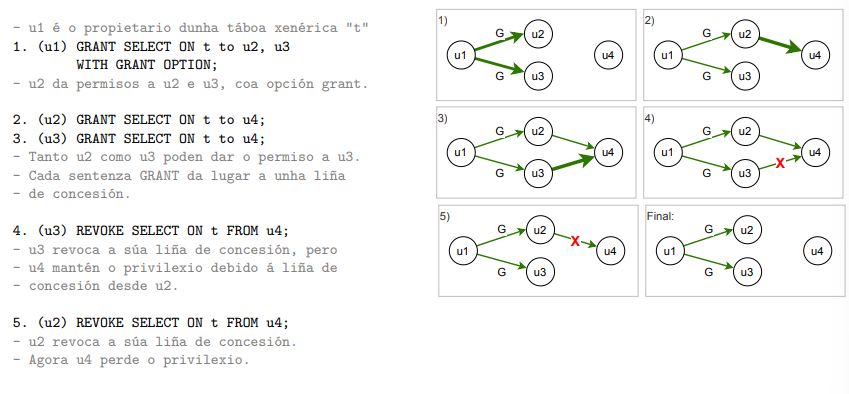 - u1 é o propietario dunha táboa xenérica "t"
1. (u1) GRANT SELECT ON t to u2, u3
WITH GRANT OPTION;
- u2 da permisos a u2 e u3, coa opción grant.
2. (u2) GRANT SELECT ON t to u4;
3. (u3) GRANT SELECT ON t to u4;
- Tanto u2 como u3 poden dar o permiso a u3.
- Cada sentenza GRANT da lugar a unha liña
- de concesión.
4. (u3) REVOKE SELECT ON t FROM u4;
- u3 revoca a súa liña de concesión, pero
- u4 mantén o privilexio debido á liña de
- concesión desde u2.
5. (u2) REVOKE SELECT ON t FROM u4;
- u2 revoca a súa liña de concesión.
- Agora u4 perde o privilexio.
1)
G
u2
u1
u4
G
u3
2)
G
u2
u1
u4
G
u3
3)
G
u2
u1
u4
G
u3
4)
G
u2
u1
u4
X
G
u3
5)
G
u2
X
u1
u4
G
u3
Final:
G
u2
u1
u4
G
u3